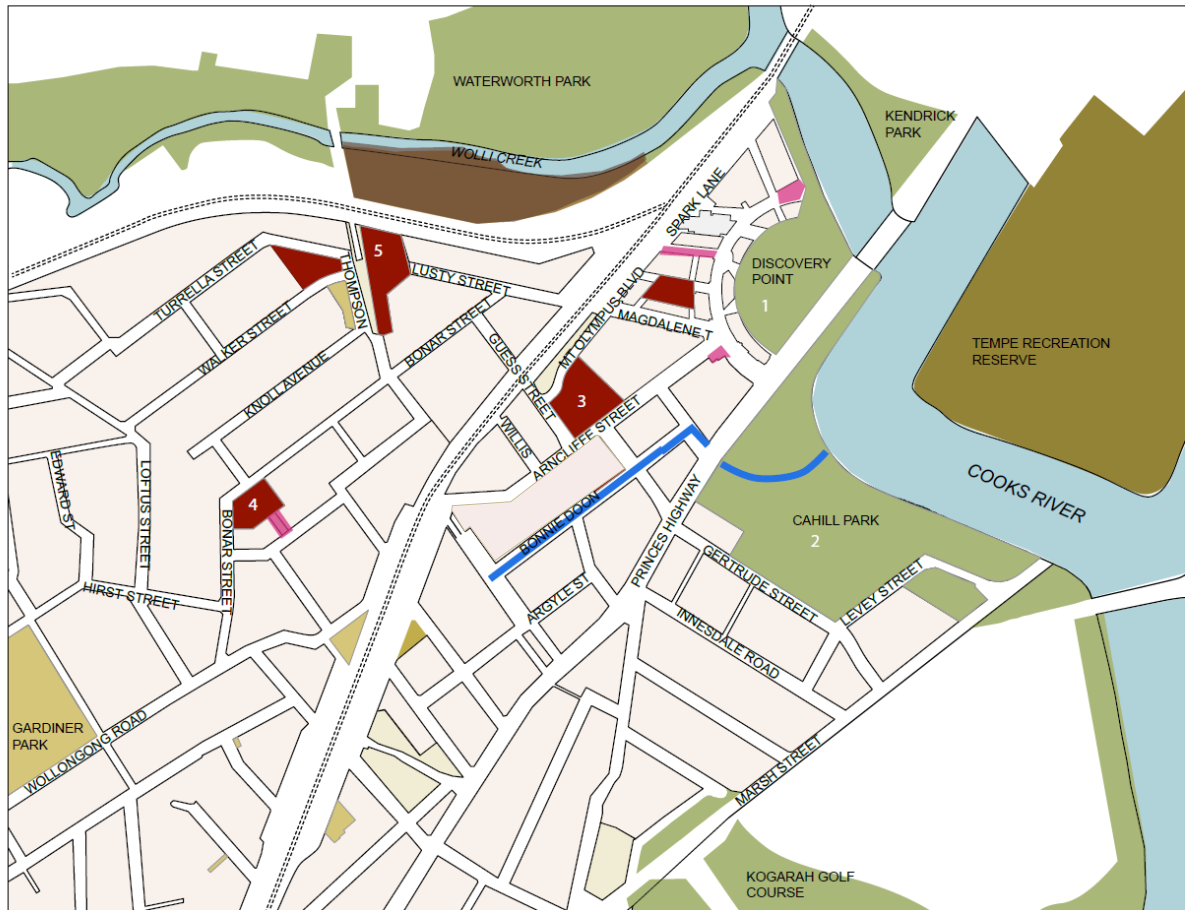 WATERWORTH PARK
KENDRICK
PARK
WOLLI CREEK
SPARK LANE
5
TURRELLA STREET
THOMPSON
LUSTY STREET
DISCOVERY
POINT
1
MT OLYMPUS BLVD
MAGDALENE T
WALKER STREET
BONAR STREET
GUESS STREET
TEMPE RECREATION
RESERVE
KNOLL AVENUE
3
WILLIS
ARNCLIFFE STREET
EDWARD ST
LOFTUS STREET
4
BONAR STREET
BONNIE DOON
PRINCES HIGHWAY
COOKS RIVER
CAHILL PARK
2
HIRST STREET
ARGYLE ST
GERTRUDE STREET
LEVEY STREET
INNESDALE ROAD
GARDINER
PARK
WOLLONGONG ROAD
MARSH STREET
KOGARAH GOLF
COURSE